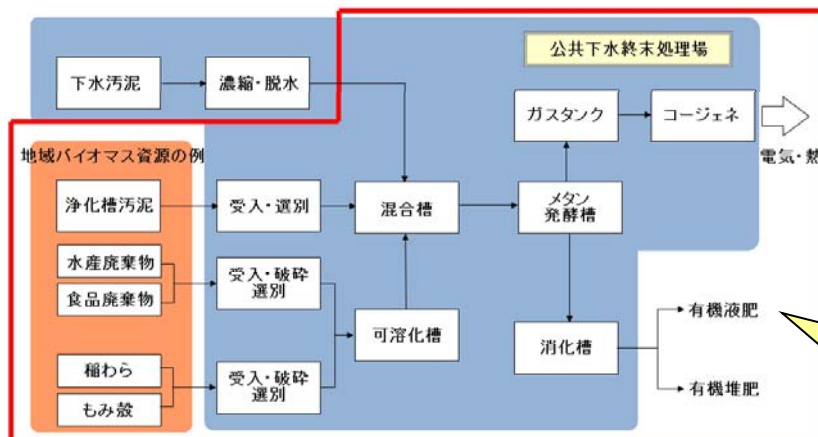 公共下水終末処理場
下水汚泥
濃縮・脱水
ガスタンク
コージェネ
電気・熱
地域バイオマス資源の例
浄化槽汚泥
受入・選別
混合槽
メタン
発酵槽
水産廃棄物
食品廃棄物
受入・破砕
選別
可溶化槽
消化槽
有機液肥
有機堆肥
稲わら
もみ殻
受入・破砕
選別